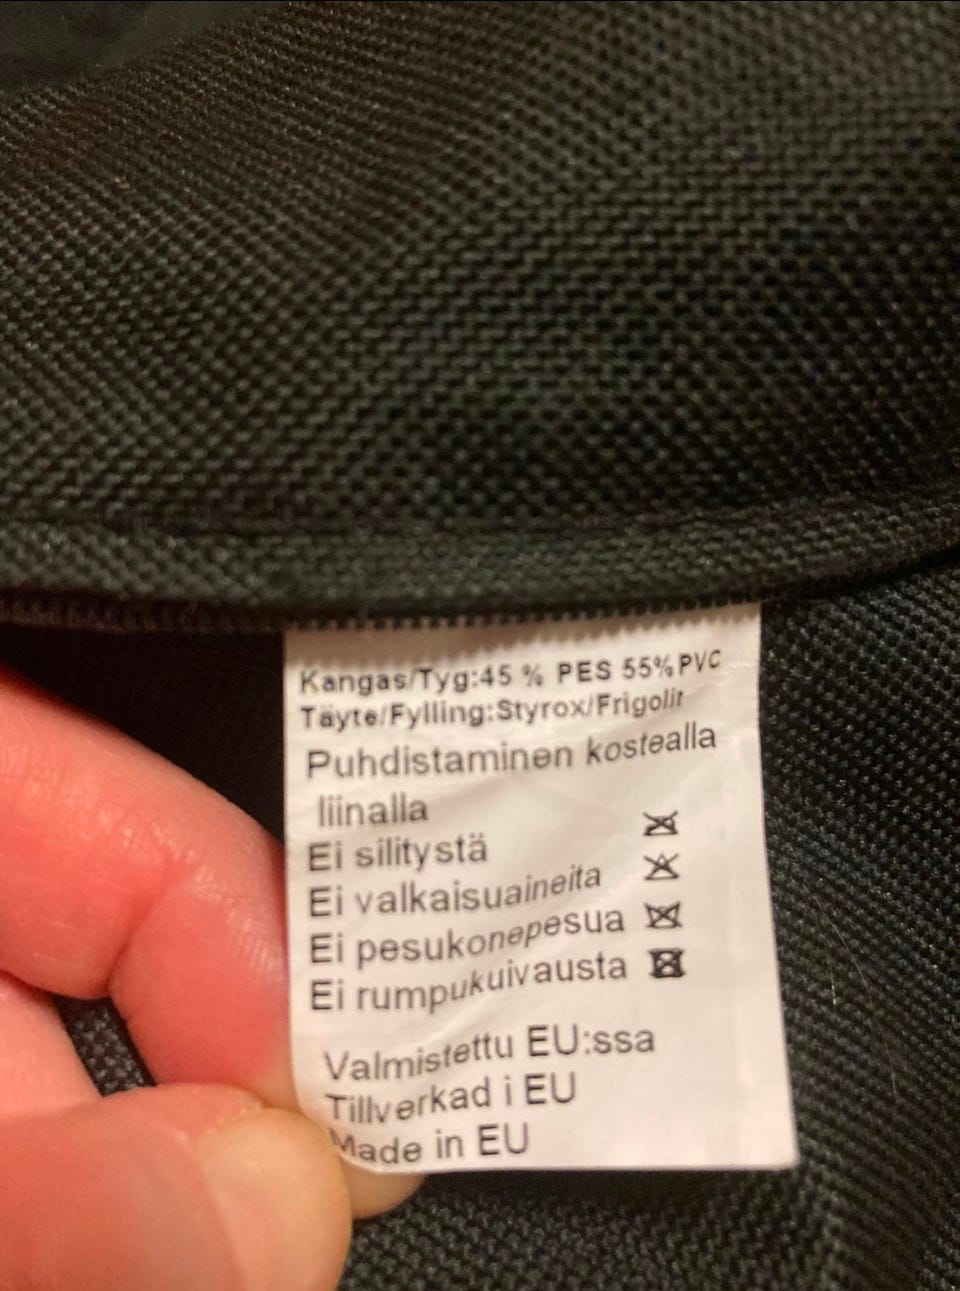 Kangas/Tyg:45 % PES 55%PVC
Täyte/Fylling:Styrox/Frigolit
Puhdistaminen kostealla
liinalla
Ei silitystä
Ei valkaisuaineita
Ei pesukonepesua
Ei rumpukuivausta
Valmistettu EU:ssa
Tillverkad i EU
Made in EU